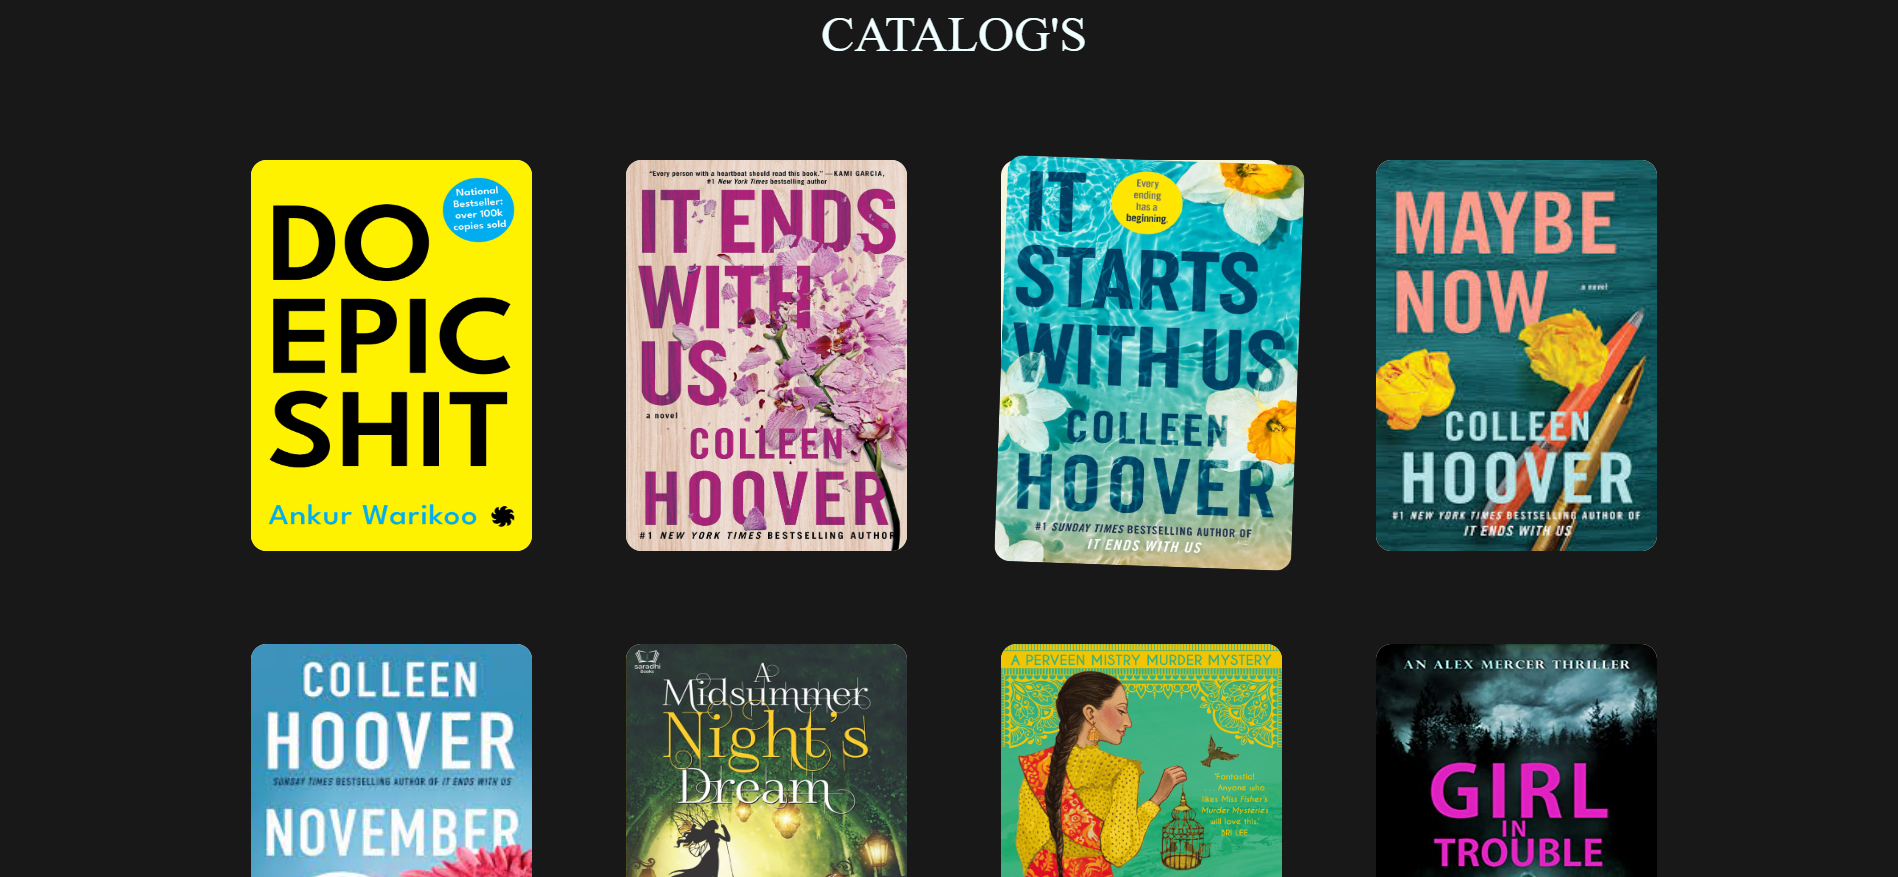 CATALOG'S
National
Bestseller:
over 100k
copies sold
DO
EPIC
SHIT
Ankur Warikoo
"Every person with a heartbeat should read this book." —KAMI GARCIA,
#1 New York Times bestselling author
IT ENDS
WITH
US
a novel
COLLEEN
HOOVER
#1 NEW YORK TIMES BESTSELLING AUTHOR
Every
ending
has a
beginning.
IT
STARTS
WITH US
COLLEEN
HOOVER
#1 SUNDAY TIMES BESTSELLING AUTHOR OF
IT ENDS WITH US
MAYBE
NOW
a novel
COLLEEN
HOOVER
#1 NEW YORK TIMES BESTSELLING AUTHOR OF
IT ENDS WITH US
COLLEEN
HOOVER
SUNDAY TIMES BESTSELLING AUTHOR OF IT ENDS WITH US
NOVEMBER
saradhi
Books
A
Midsummer
Night's
Dream
A PERVEEN MISTRY MURDER MYSTERY
'Fantastic!
. . . Anyone who
likes Miss Fisher's
Murder Mysteries
will love this.'
BRI LEE
AN ALEX MERCER THRILLER
GIRL
IN
TROUBLE